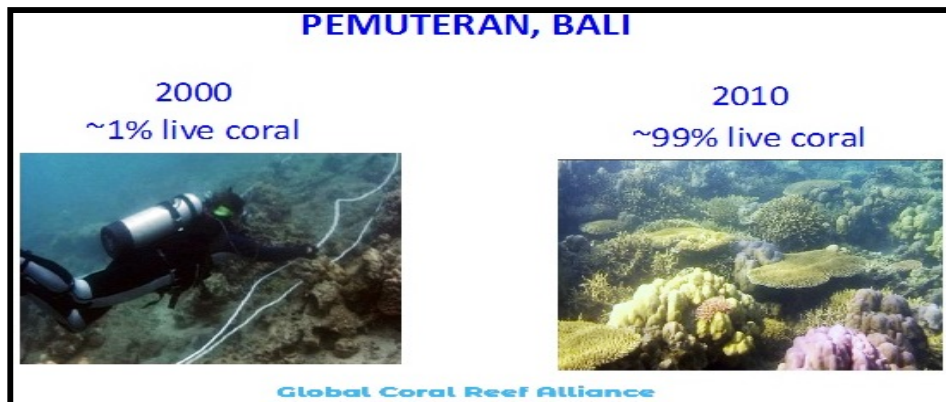 PEMUTERAN, BALI
2000
~1% live coral
2010
~99% live coral
Global Coral Reef Alliance